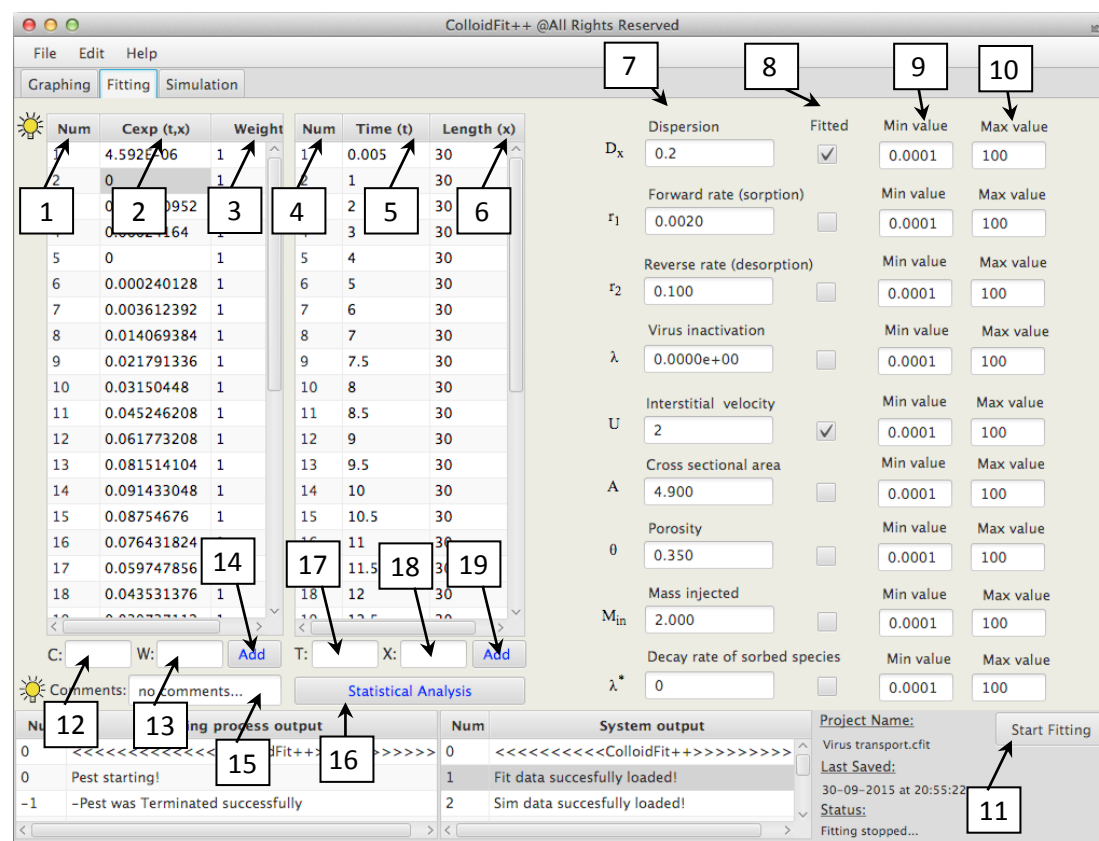 ColloidFit++ @All Rights Reserved
File Edit Help
Graphing Fitting Simulation
7 8 9 10
Num Cexp (t,x) Weight Num Time (t) Length (x)
1 4.592E-06 1 1 0.005 30
2 0 1 2 1 30
0952 2 30
3 30
5 0 1 5 4 30
6 0.000240128 1 6 5 30
7 0.003612392 1 7 6 30
8 0.014069384 1 8 7 30
9 0.021791336 1 9 7.5 30
10 0.03150448 1 10 8 30
11 0.045246208 1 11 8.5 30
12 0.061773208 1 12 9 30
13 0.081514104 1 13 9.5 30
14 0.091433048 1 14 10 30
15 0.08754676 1 15 10.5 30
16 0.076431824 16 11 30
17 0.059747856 17 11.5
18 0.043531376 1 18 12 30
1 2 3 4 5 6
14 17 18 19
C: W: Add T: X: Add
Comments: no comments... Statistical Analysis
12 13 15 16
Dispersion Fitted Min value Max value
Dx 0.2 0.0001 100
Forward rate (sorption) Min value Max value
r1 0.0020 0.0001 100
Reverse rate (desorption) Min value Max value
r2 0.100 0.0001 100
Virus inactivation Min value Max value
λ 0.0000e+00 0.0001 100
Interstitial velocity Min value Max value
U 2 0.0001 100
Cross sectional area Min value Max value
A 4.900 0.0001 100
Porosity Min value Max value
θ 0.350 0.0001 100
Mass injected Min value Max value
Min 2.000 0.0001 100
Decay rate of sorbed species Min value Max value
λ* 0 0.0001 100
process output
0
0 Pest starting!
-1 -Pest was Terminated successfully
Num System output
0 <<<<<<<<<<ColloidFit++>>>>>>>>>>
1 Fit data succesfully loaded!
2 Sim data succesfully loaded!
Project Name:
Virus transport.cfit
Last Saved:
30-09-2015 at 20:55:22
Status:
Fitting stopped...
Start Fitting
11